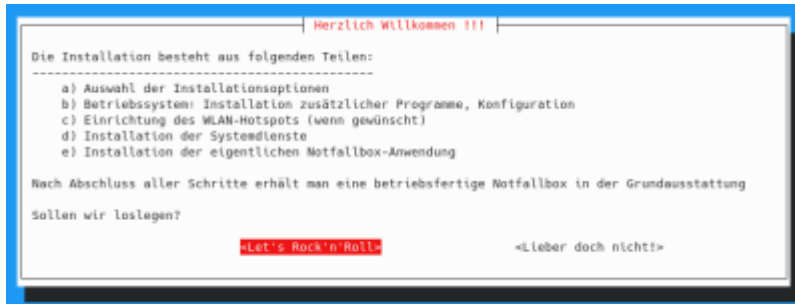 Herzlich Willkommen !!!
Die Installation besteht aus folgenden Teilen:
-----------------------------------------------
a) Auswahl der Installationsoptionen
b) Betriebssystem: Installation zusätzlicher Programme, Konfiguration
c) Einrichtung des WLAN-Hotspots (wenn gewünscht)
d) Installation der Systemdienste
e) Installation der eigentlichen Notfallbox-Anwendung
Nach Abschluss aller Schritte erhält man eine betriebsfertige Notfallbox in der Grundausstattung
Sollen wir loslegen?
<Let's Rock'n'Roll> <Lieber doch nicht!>